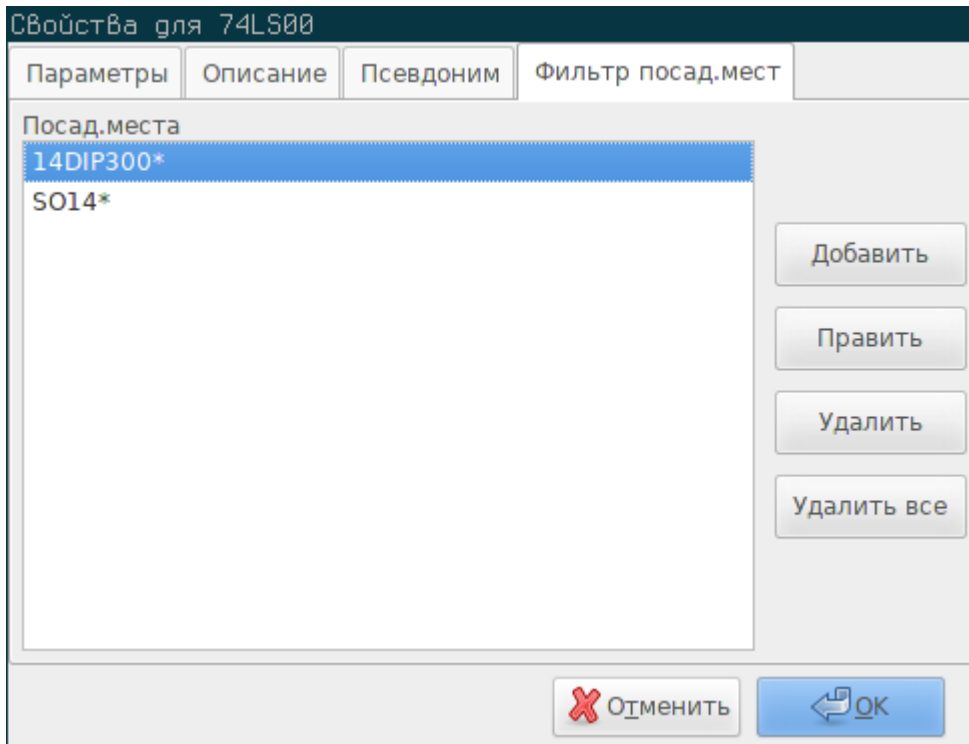 Свойства для 74LS00
Параметры Описание Псевдоним Фильтр посад.мест
Посад.места
14DIP300*
SO14*
Добавить
Править
Удалить
Удалить все
Отменить OK